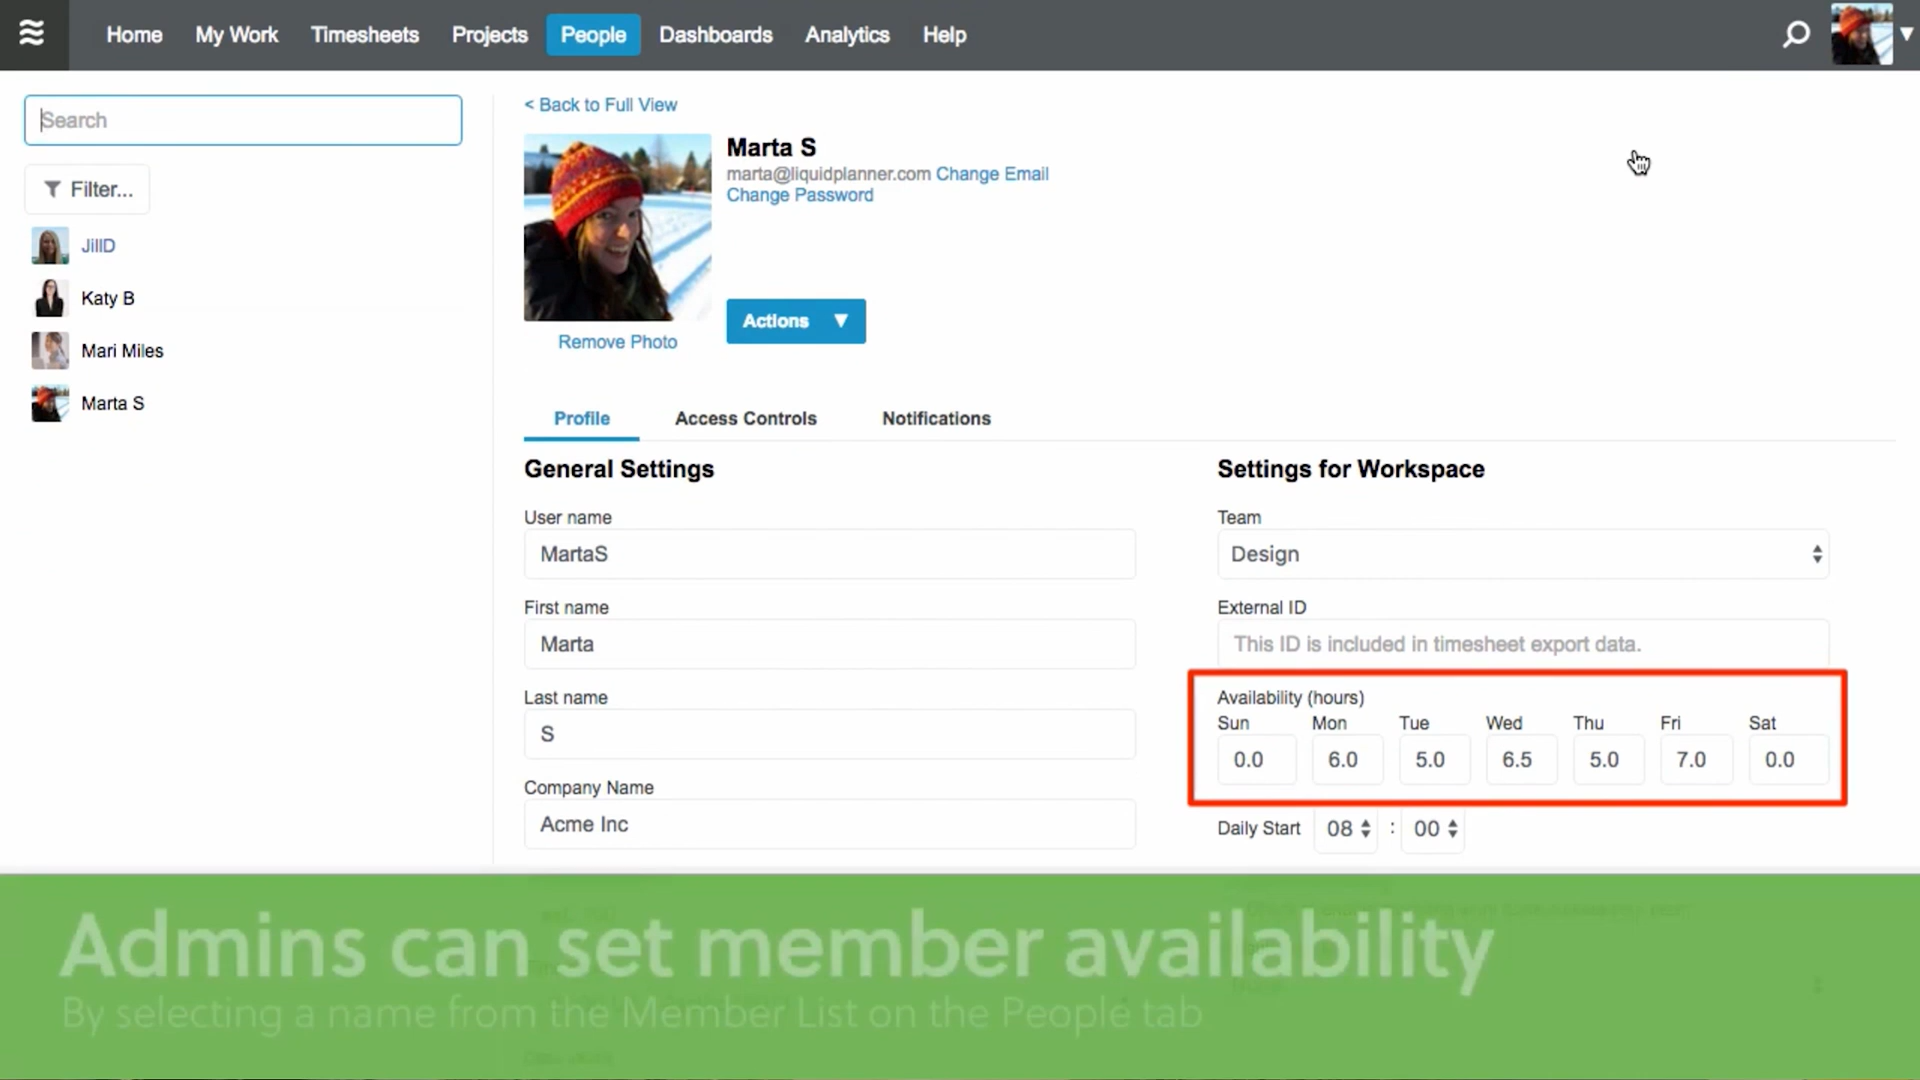 Home My Work Timesheets Projects People Dashboards Analytics Help
Search
Filter...
JillD
Katy B
Mari Miles
Marta S
< Back to Full View
Marta S
marta@liquidplanner.com Change Email
Change Password
Actions
Remove Photo
Profile Access Controls Notifications
General Settings
User name
MartaS
First name
Marta
Last name
S
Company Name
Acme Inc
Settings for Workspace
Team
Design
External ID
This ID is included in timesheet export data.
Availability (hours)
Sun Mon Tue Wed Thu Fri Sat
0.0 6.0 5.0 6.5 5.0 7.0 0.0
Daily Start 08 : 00
Admins can set member availability
By selecting a name from the Member List on the People tab